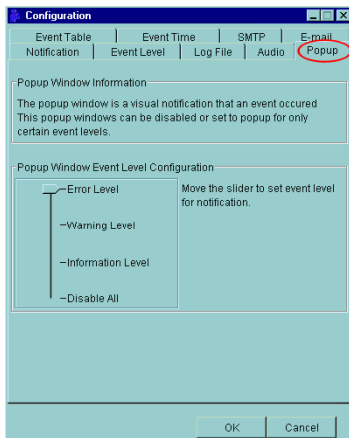 Configuration
Event Table Event Time SMTP E-mail
Notification Event Level Log File Audio Popup
Popup Window Information
The popup window is a visual notification that an event occured
This popup windows can be disabled or set to popup for only
certain event levels.
Popup Window Event Level Configuration
Error Level
Move the slider to set event level
for notification.
Warning Level
Information Level
Disable All
OK Cancel